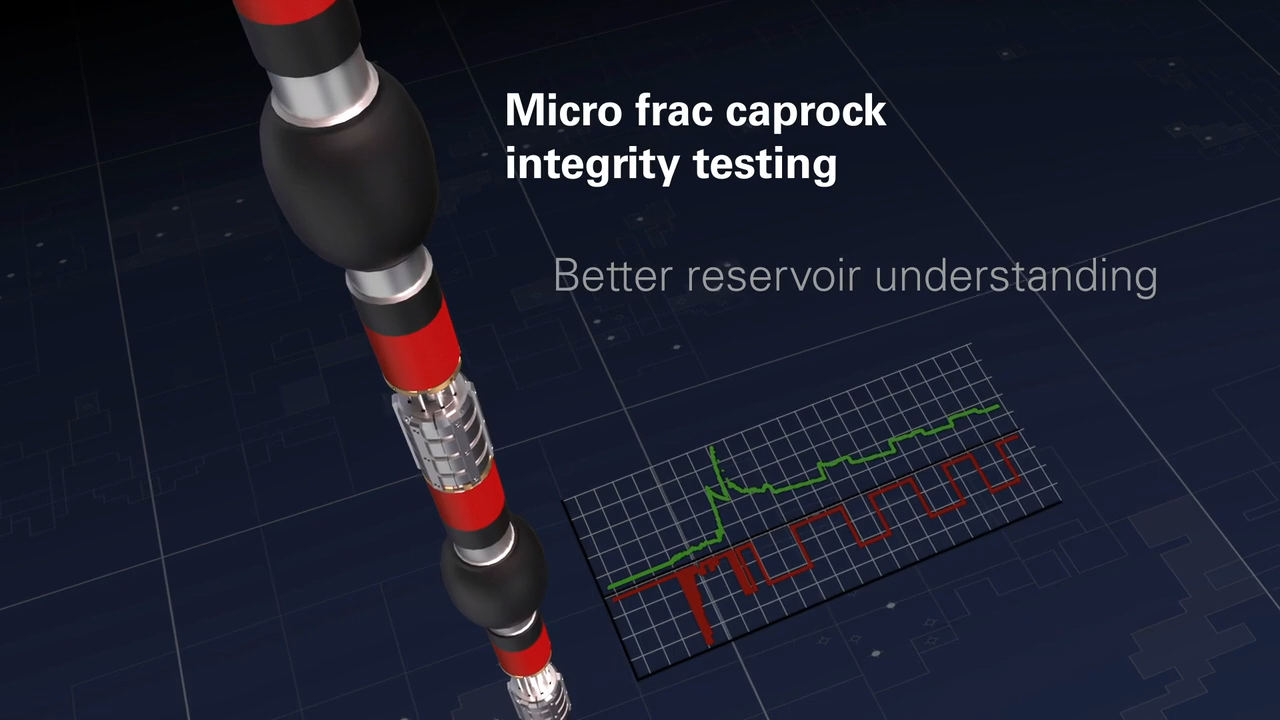 Micro frac caprock
integrity testing
Better reservoir understanding